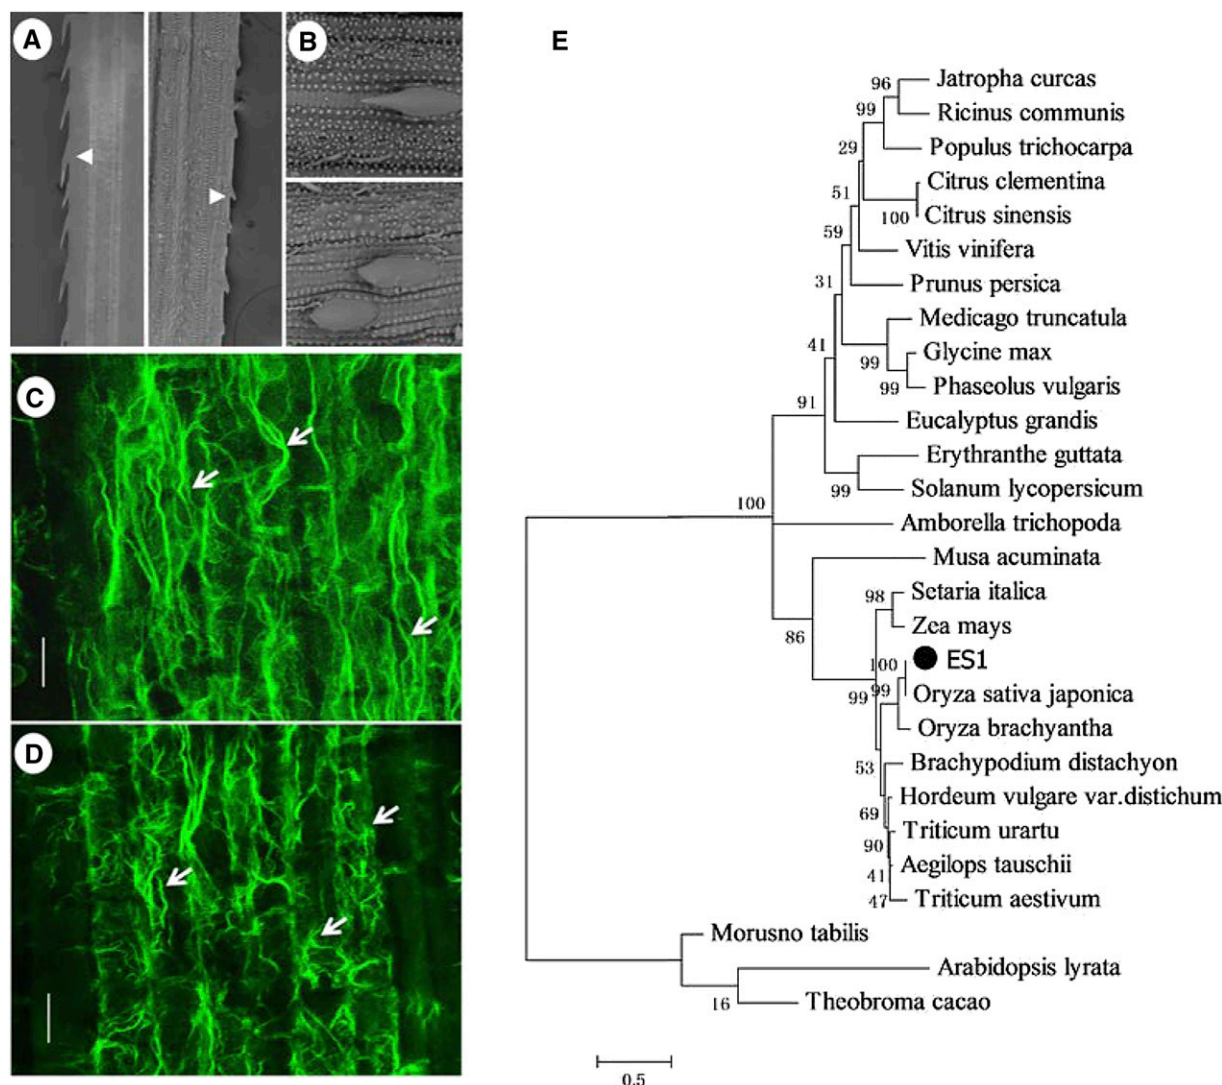 A
B
C
D
E
Jatropha curcas
96
99
Ricinus communis
29
Populus trichocarpa
Citrus clementina
51
100
Citrus sinensis
59
Vitis vinifera
31
Prunus persica
Medicago truncatula
41
99
Glycine max
99
Phaseolus vulgaris
91
Eucalyptus grandis
Erythranthe guttata
99
Solanum lycopersicum
100
Amborella trichopoda
Musa acuminata
98
Setaria italica
86
Zea mays
100
ES1
99
99
Oryza sativa japonica
Oryza brachyantha
53
Brachypodium distachyon
69
Hordeum vulgare var.distichum
90
Triticum urartu
41
Aegilops tauschii
47
Triticum aestivum
Morusno tabilis
Arabidopsis lyrata
16
Theobroma cacao
0.5